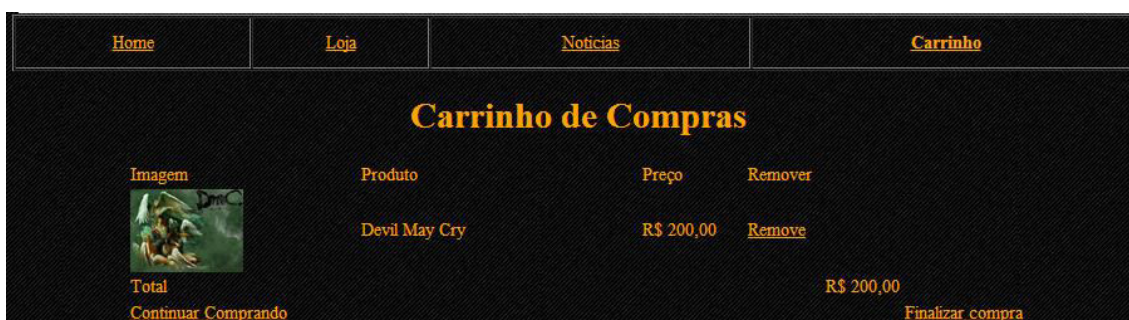 Home Loja Noticias Carrinho
Carrinho de Compras
Imagem Produto Preço Remover
DmC
Devil May Cry R$ 200,00 Remove
Total R$ 200,00
Continuar Comprando Finalizar compra